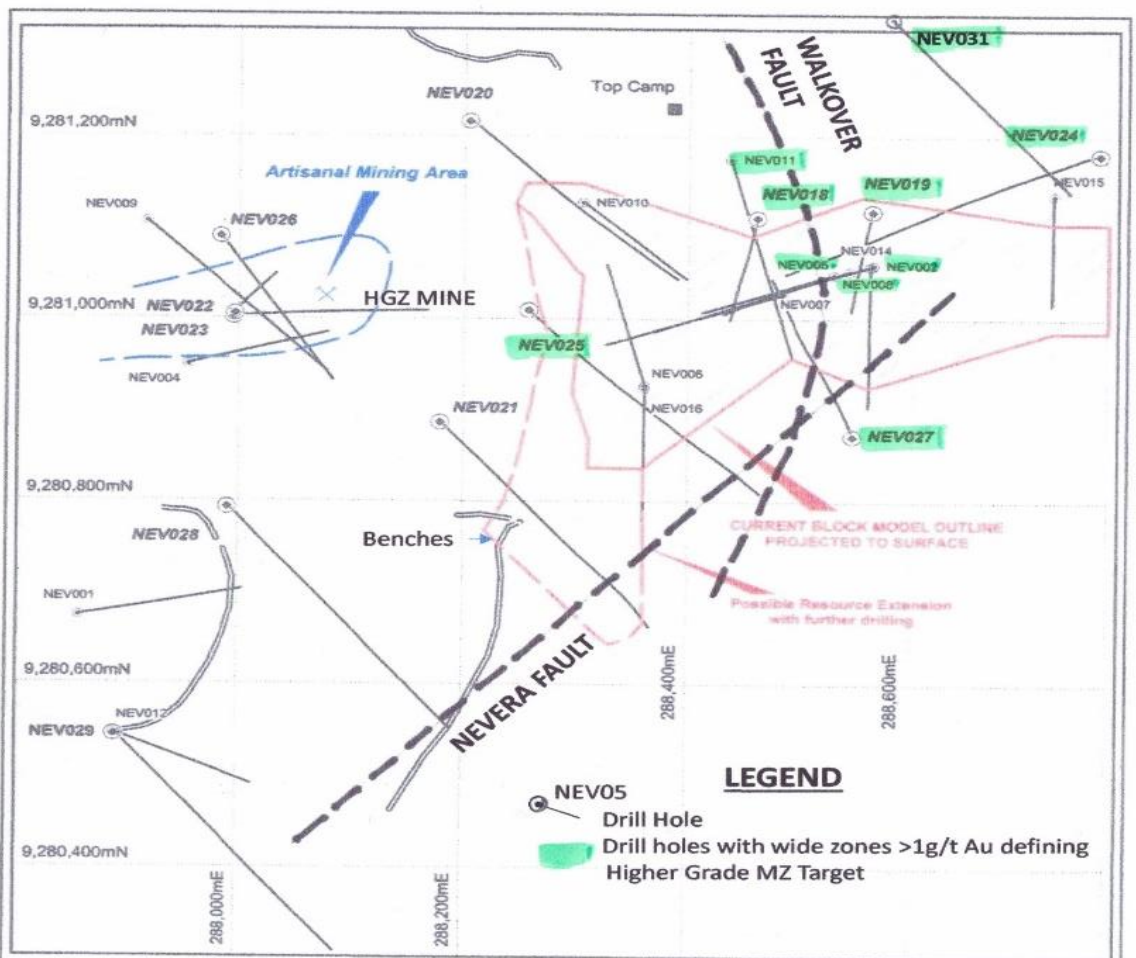 NEV031
WALKOVER
FAULT
NEV020
Top Camp
9,281,200mN
NEV024
NEV011
Artisanal Mining Area
NEV018
NEV019
NEV015
NEV009
NEV026
NEV010
NEV014
NEV002
NEV008
9,281,000mN
NEV022
HGZ MINE
NEV007
NEV023
NEV025
NEV004
NEV006
NEV016
NEV021
NEV027
9,280,800mN
NEV028
Benches
CURRENT BLOCK MODEL OUTLINE
PROJECTED TO SURFACE
NEV001
Possible Resource Extension
with further drilling
9,280,600mN
NEVERA FAULT
288,400mE
288,600mE
NEV029
LEGEND
NEV05
Drill Hole
Drill holes with wide zones >1g/t Au defining
Higher Grade MZ Target
9,280,400mN
288,000mE
288,200mE